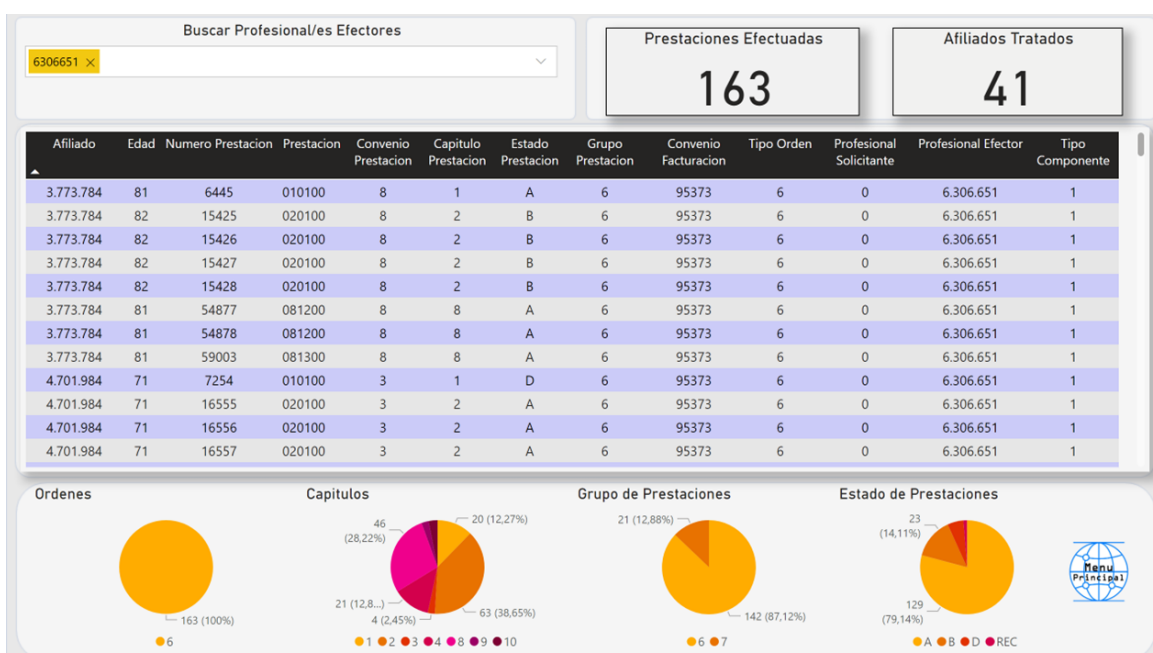 Buscar Profesional/es Efectores
6306651 ×
Prestaciones Efectuadas
163
Afiliados Tratados
41
Afiliado Edad Numero Prestacion Prestacion Convenio Prestacion Capitulo Prestacion Estado Prestacion Grupo Prestacion Convenio Facturacion Tipo Orden Profesional Solicitante Profesional Efector Tipo Componente
3.773.784 81 6445 010100 8 1 A 6 95373 6 0 6.306.651 1
3.773.784 82 15425 020100 8 2 B 6 95373 6 0 6.306.651 1
3.773.784 82 15426 020100 8 2 B 6 95373 6 0 6.306.651 1
3.773.784 82 15427 020100 8 2 B 6 95373 6 0 6.306.651 1
3.773.784 82 15428 020100 8 2 B 6 95373 6 0 6.306.651 1
3.773.784 81 54877 081200 8 8 A 6 95373 6 0 6.306.651 1
3.773.784 81 54878 081200 8 8 A 6 95373 6 0 6.306.651 1
3.773.784 81 59003 081300 8 8 A 6 95373 6 0 6.306.651 1
4.701.984 71 7254 010100 3 1 D 6 95373 6 0 6.306.651 1
4.701.984 71 16555 020100 3 2 A 6 95373 6 0 6.306.651 1
4.701.984 71 16556 020100 3 2 A 6 95373 6 0 6.306.651 1
4.701.984 71 16557 020100 3 2 A 6 95373 6 0 6.306.651 1
Ordenes
163 (100%)
6
Capitulos
46
(28,22%)
20 (12,27%)
21 (12,8...)
4 (2,45%)
63 (38,65%)
1 2 3 4 8 9 10
Grupo de Prestaciones
21 (12,88%)
142 (87,12%)
6 7
Estado de Prestaciones
23
(14,11%)
129
(79,14%)
A B D REC
Menu
Principal